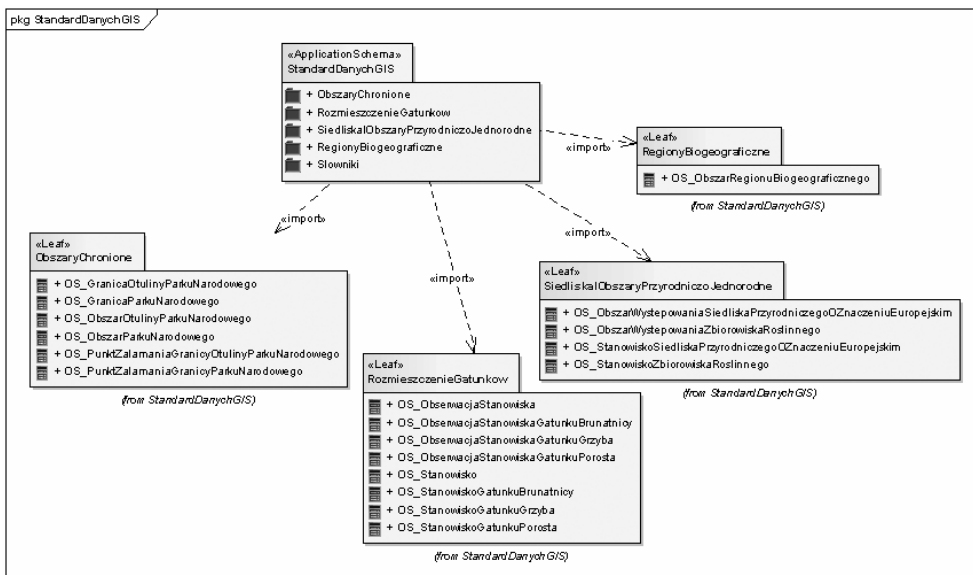 pkg StandardDanychGIS
«ApplicationSchema»
StandardDanychGIS
+ ObszaryChronione
+ RozmieszczenieGatunkow
+ SiedliskaIObszaryPrzyrodniczoJednorodne
+ RegionyBiogeograficzne
+ Slowniki
«import»
«Leaf»
RegionyBiogeograficzne
+ OS_ObszarRegionuBiogeograficznego
(from StandardDanychGIS)
«import»
«import»
«import»
«Leaf»
ObszaryChronione
+ OS_GranicaOtulinyParkuNarodowego
+ OS_GranicaParkuNarodowego
+ OS_ObszarOtulinyParkuNarodowego
+ OS_ObszarParkuNarodowego
+ OS_PunktZalamaniaGranicyOtulinyParkuNarodowego
+ OS_PunktZalamaniaGranicyParkuNarodowego
(from StandardDanychGIS)
«Leaf»
SiedliskaIObszaryPrzyrodniczoJednorodne
+ OS_ObszarWystepowaniaSiedliskaPrzyrodniczegoOZnaczeniuEuropejskim
+ OS_ObszarWystepowaniaZbiorowiskaRoslinnego
+ OS_StanowiskoSiedliskaPrzyrodniczegoOZnaczeniuEuropejskim
+ OS_StanowiskoZbiorowiskaRoslinnego
(from StandardDanychGIS)
«Leaf»
RozmieszczenieGatunkow
+ OS_ObserwacjaStanowiska
+ OS_ObserwacjaStanowiskaGatunkuBrunatnicy
+ OS_ObserwacjaStanowiskaGatunkuGrzyba
+ OS_ObserwacjaStanowiskaGatunkuPorosta
+ OS_Stanowisko
+ OS_StanowiskoGatunkuBrunatnicy
+ OS_StanowiskoGatunkuGrzyba
+ OS_StanowiskoGatunkuPorosta
(from StandardDanychGIS)